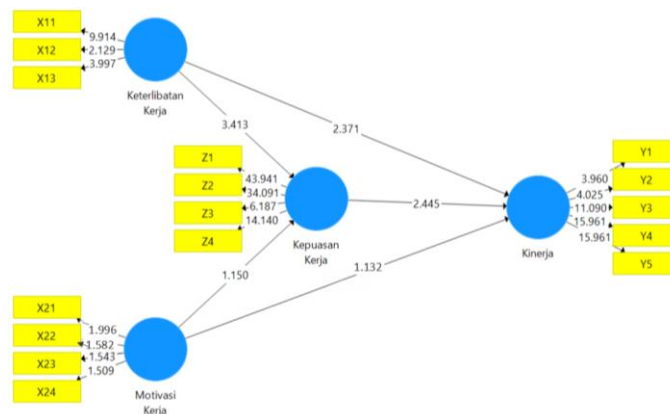 X11
9.914
X12
2.129
X13
3.997
Keterlibatan
Kerja
2.371
3.413
Z1
43.941
Z2
34.091
Z3
6.187
Z4
14.140
Kepuasan
Kerja
2.445
Y1
3.960
Y2
4.025
Y3
11.090
Y4
15.961
15.961
Y5
Kinerja
1.150
1.132
X21
1.996
X22
1.582
X23
1.543
X24
1.509
Motivasi
Kerja